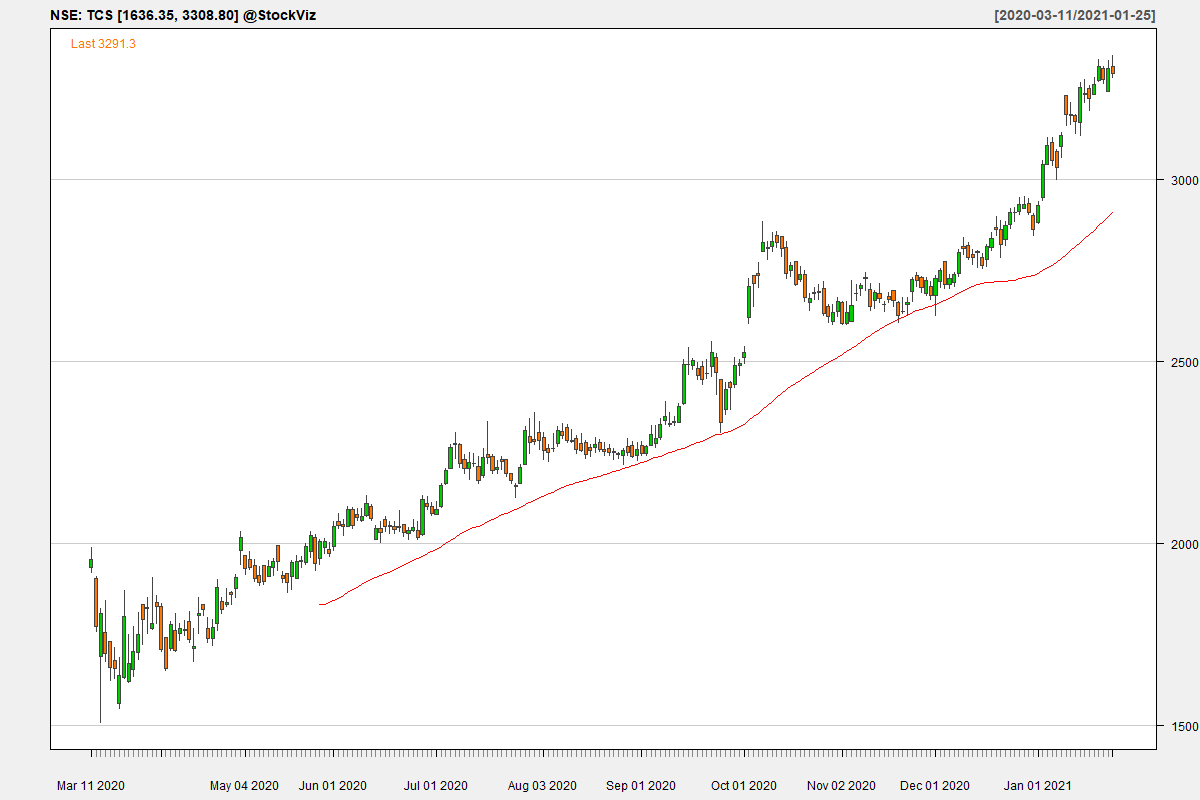 NSE: TCS [1636.35, 3308.80] @StockViz [2020-03-11/2021-01-25]
Last 3291.3
3000
2500
2000
1500
Mar 11 2020 May 04 2020 Jun 01 2020 Jul 01 2020 Aug 03 2020 Sep 01 2020 Oct 01 2020 Nov 02 2020 Dec 01 2020 Jan 01 2021